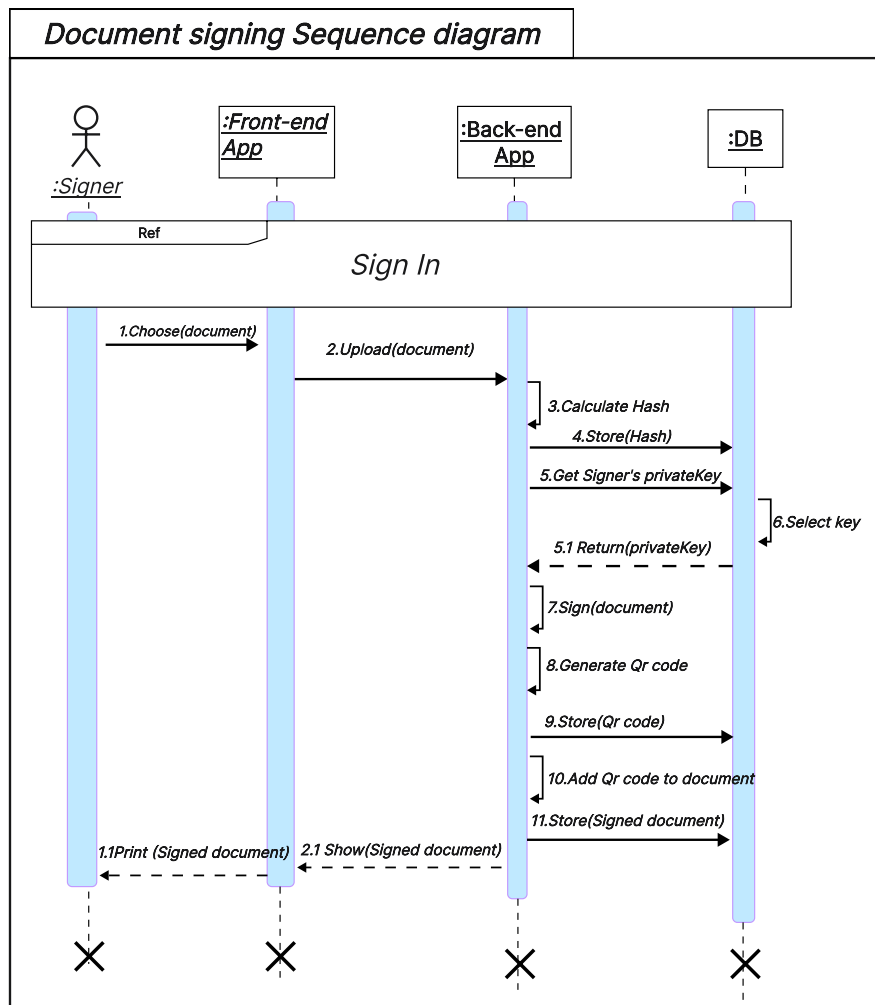 Document signing Sequence diagram
:Signer
:Front-end
App
:Back-end
App
:DB
Ref
Sign In
1.Choose(document)
2.Upload(document)
3.Calculate Hash
4.Store(Hash)
5.Get Signer's privateKey
6.Select key
5.1 Return(privateKey)
7.Sign(document)
8.Generate Qr code
9.Store(Qr code)
10.Add Qr code to document
11.Store(Signed document)
2.1 Show(Signed document)
1.1Print (Signed document)